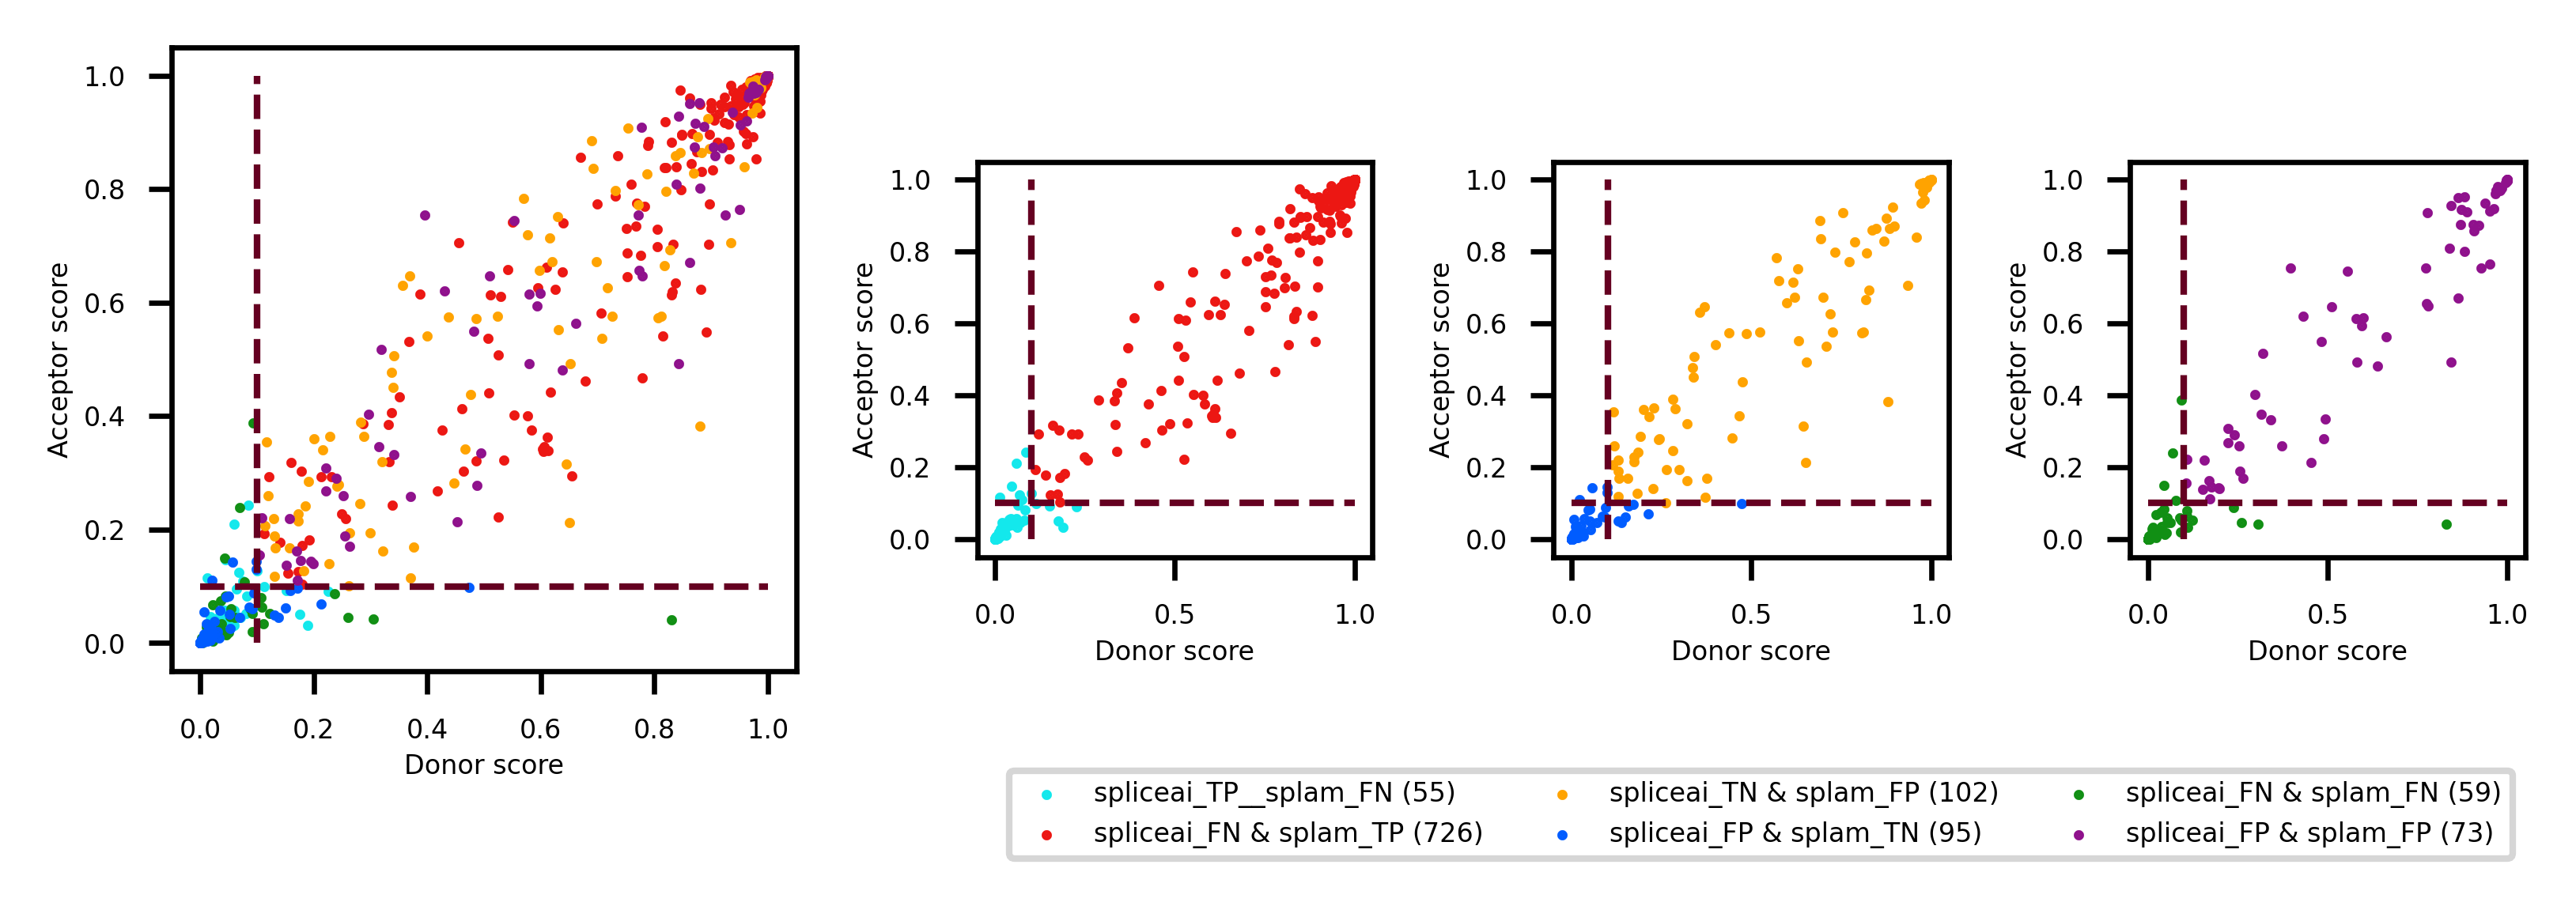 1.0
0.8
0.6
0.4
0.2
0.0
Acceptor score
0.0 0.2 0.4 0.6 0.8 1.0
Donor score
1.0
0.8
0.6
0.4
0.2
0.0
Acceptor score
0.0 0.5 1.0
Donor score
1.0
0.8
0.6
0.4
0.2
0.0
Acceptor score
0.0 0.5 1.0
Donor score
1.0
0.8
0.6
0.4
0.2
0.0
Acceptor score
0.0 0.5 1.0
Donor score
spliceai_TP__splam_FN (55)
spliceai_FN & splam_TP (726)
spliceai_TN & splam_FP (102)
spliceai_FP & splam_TN (95)
spliceai_FN & splam_FN (59)
spliceai_FP & splam_FP (73)